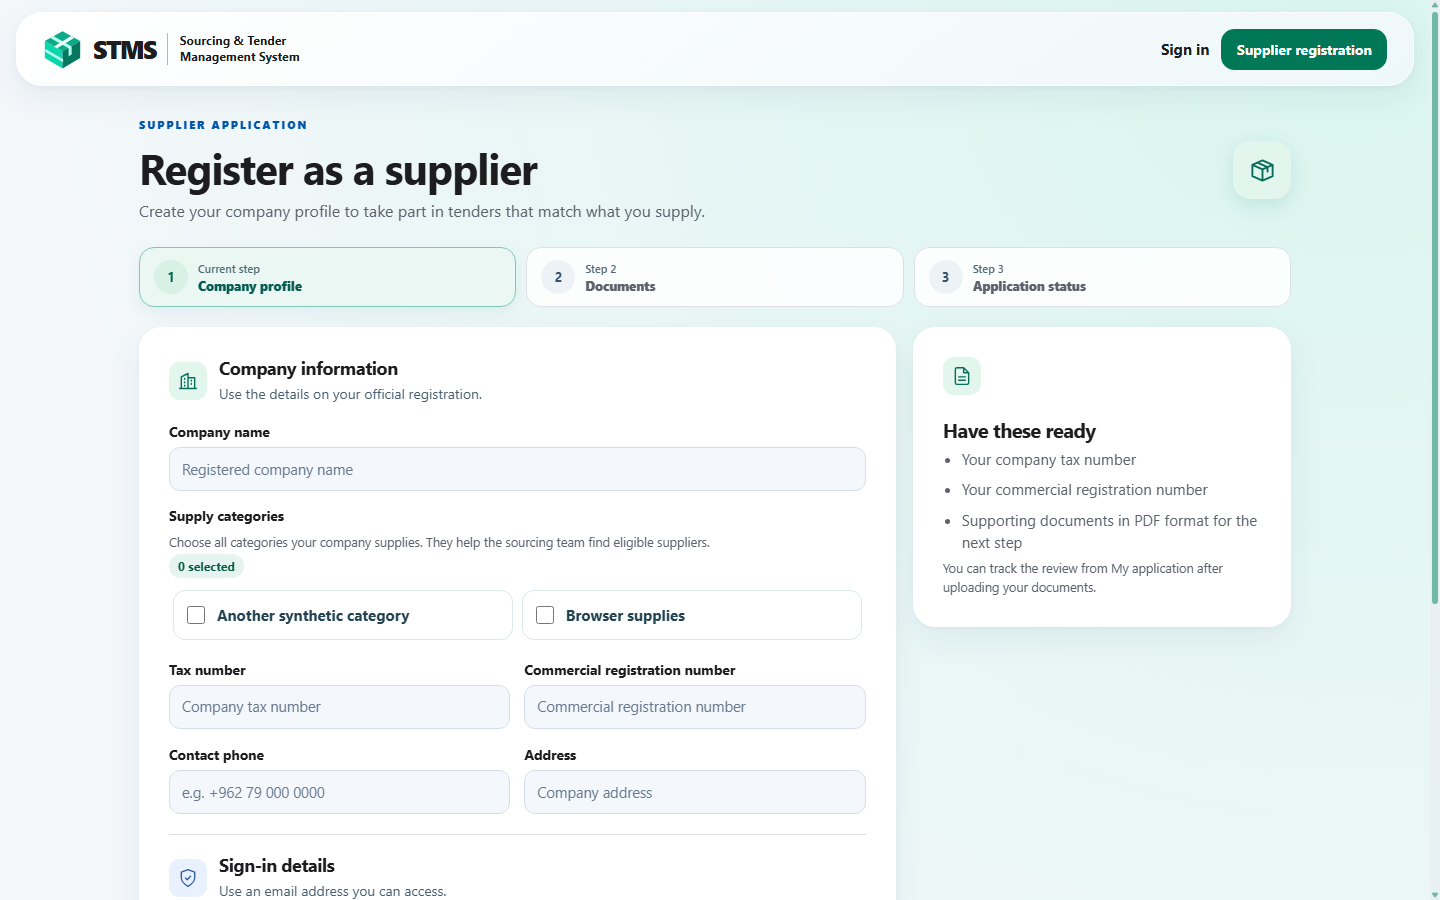 STMS
Sourcing & Tender
Management System
Sign in
Supplier registration
SUPPLIER APPLICATION
Register as a supplier
Create your company profile to take part in tenders that match what you supply.
1
Current step
Company profile
2
Step 2
Documents
3
Step 3
Application status
Company information
Use the details on your official registration.
Company name
Registered company name
Supply categories
Choose all categories your company supplies. They help the sourcing team find eligible suppliers.
0 selected
Another synthetic category
Browser supplies
Tax number
Commercial registration number
Company tax number
Commercial registration number
Contact phone
Address
e.g. +962 79 000 0000
Company address
Sign-in details
Use an email address you can access.
Have these ready
• Your company tax number
• Your commercial registration number
• Supporting documents in PDF format for the
next step
You can track the review from My application after
uploading your documents.